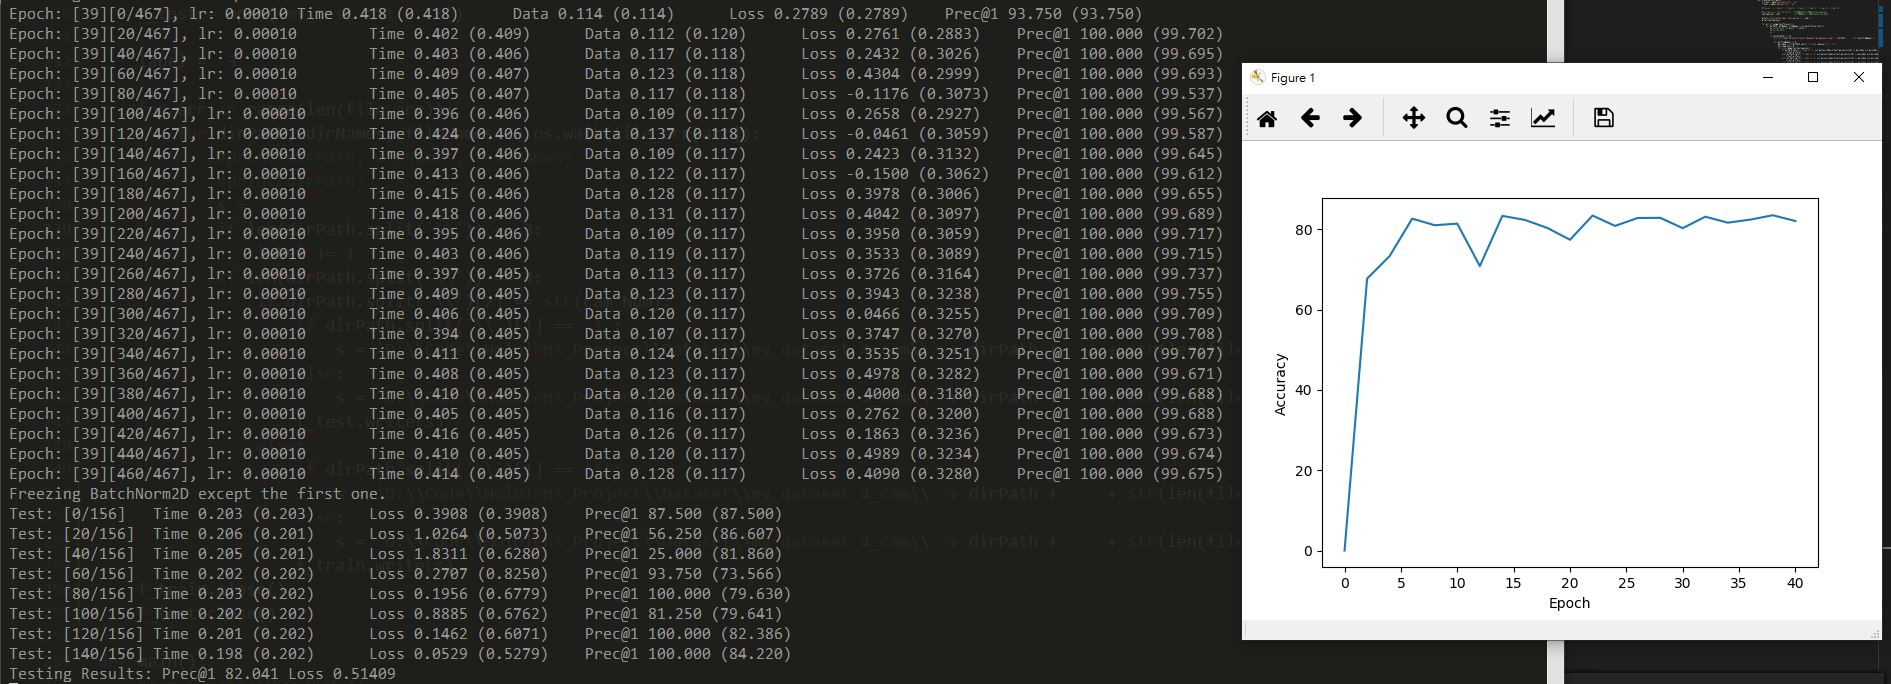 Epoch: [39][0/467], lr: 0.00010 Time 0.418 (0.418) Data 0.114 (0.114) Loss 0.2789 (0.2789) Prec@1 93.750 (93.750)
Epoch: [39][20/467], lr: 0.00010 Time 0.402 (0.409) Data 0.112 (0.120) Loss 0.2761 (0.2883) Prec@1 100.000 (99.702)
Epoch: [39][40/467], lr: 0.00010 Time 0.403 (0.406) Data 0.117 (0.118) Loss 0.2432 (0.3026) Prec@1 100.000 (99.695)
Epoch: [39][60/467], lr: 0.00010 Time 0.409 (0.407) Data 0.123 (0.118) Loss 0.4304 (0.2999) Prec@1 100.000 (99.693)
Epoch: [39][80/467], lr: 0.00010 Time 0.405 (0.407) Data 0.117 (0.118) Loss -0.1176 (0.3073) Prec@1 100.000 (99.537)
Epoch: [39][100/467], lr: 0.00010 Time 0.396 (0.406) Data 0.109 (0.117) Loss 0.2658 (0.2927) Prec@1 100.000 (99.567)
Epoch: [39][120/467], lr: 0.00010 Time 0.424 (0.406) Data 0.137 (0.118) Loss -0.0461 (0.3059) Prec@1 100.000 (99.587)
Epoch: [39][140/467], lr: 0.00010 Time 0.397 (0.406) Data 0.109 (0.117) Loss 0.2423 (0.3132) Prec@1 100.000 (99.645)
Epoch: [39][160/467], lr: 0.00010 Time 0.413 (0.406) Data 0.122 (0.117) Loss -0.1500 (0.3062) Prec@1 100.000 (99.612)
Epoch: [39][180/467], lr: 0.00010 Time 0.415 (0.406) Data 0.128 (0.117) Loss 0.3978 (0.3006) Prec@1 100.000 (99.655)
Epoch: [39][200/467], lr: 0.00010 Time 0.418 (0.406) Data 0.131 (0.117) Loss 0.4042 (0.3097) Prec@1 100.000 (99.689)
Epoch: [39][220/467], lr: 0.00010 Time 0.395 (0.406) Data 0.109 (0.117) Loss 0.3950 (0.3059) Prec@1 100.000 (99.717)
Epoch: [39][240/467], lr: 0.00010 Time 0.403 (0.406) Data 0.119 (0.117) Loss 0.3533 (0.3089) Prec@1 100.000 (99.715)
Epoch: [39][260/467], lr: 0.00010 Time 0.397 (0.405) Data 0.113 (0.117) Loss 0.3726 (0.3164) Prec@1 100.000 (99.737)
Epoch: [39][280/467], lr: 0.00010 Time 0.409 (0.405) Data 0.123 (0.117) Loss 0.3943 (0.3238) Prec@1 100.000 (99.755)
Epoch: [39][300/467], lr: 0.00010 Time 0.406 (0.405) Data 0.120 (0.117) Loss 0.0466 (0.3255) Prec@1 100.000 (99.709)
Epoch: [39][320/467], lr: 0.00010 Time 0.394 (0.405) Data 0.107 (0.117) Loss 0.3747 (0.3270) Prec@1 100.000 (99.708)
Epoch: [39][340/467], lr: 0.00010 Time 0.411 (0.405) Data 0.124 (0.117) Loss 0.3535 (0.3251) Prec@1 100.000 (99.707)
Epoch: [39][360/467], lr: 0.00010 Time 0.408 (0.405) Data 0.123 (0.117) Loss 0.4978 (0.3282) Prec@1 100.000 (99.671)
Epoch: [39][380/467], lr: 0.00010 Time 0.410 (0.405) Data 0.120 (0.117) Loss 0.4000 (0.3180) Prec@1 100.000 (99.688)
Epoch: [39][400/467], lr: 0.00010 Time 0.405 (0.405) Data 0.116 (0.117) Loss 0.2762 (0.3200) Prec@1 100.000 (99.688)
Epoch: [39][420/467], lr: 0.00010 Time 0.416 (0.405) Data 0.126 (0.117) Loss 0.1863 (0.3236) Prec@1 100.000 (99.673)
Epoch: [39][440/467], lr: 0.00010 Time 0.410 (0.405) Data 0.120 (0.117) Loss 0.4989 (0.3234) Prec@1 100.000 (99.674)
Epoch: [39][460/467], lr: 0.00010 Time 0.414 (0.405) Data 0.128 (0.117) Loss 0.4090 (0.3280) Prec@1 100.000 (99.675)
Freezing BatchNorm2D except the first one.
Test: [0/156] Time 0.203 (0.203) Loss 0.3908 (0.3908) Prec@1 87.500 (87.500)
Test: [20/156] Time 0.206 (0.201) Loss 1.0264 (0.5073) Prec@1 56.250 (86.607)
Test: [40/156] Time 0.205 (0.201) Loss 1.8311 (0.6280) Prec@1 25.000 (81.860)
Test: [60/156] Time 0.202 (0.202) Loss 0.2707 (0.8250) Prec@1 93.750 (73.566)
Test: [80/156] Time 0.203 (0.202) Loss 0.1956 (0.6779) Prec@1 100.000 (79.630)
Test: [100/156] Time 0.202 (0.202) Loss 0.8885 (0.6762) Prec@1 81.250 (79.641)
Test: [120/156] Time 0.201 (0.202) Loss 0.1462 (0.6071) Prec@1 100.000 (82.386)
Test: [140/156] Time 0.198 (0.202) Loss 0.0529 (0.5279) Prec@1 100.000 (84.220)
Testing Results: Prec@1 82.041 Loss 0.51409
Figure 1
80
60
40
20
0
Accuracy
0 5 10 15 20 25 30 35 40
Epoch